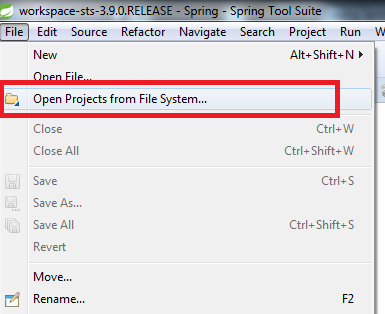 workspace-sts-3.9.0.RELEASE - Spring - Spring Tool Suite
File Edit Source Refactor Navigate Search Project Run Window
New Alt+Shift+N
Open File...
Open Projects from File System...
Close Ctrl+W
Close All Ctrl+Shift+W
Save Ctrl+S
Save As...
Save All Ctrl+Shift+S
Revert
Move...
Rename... F2